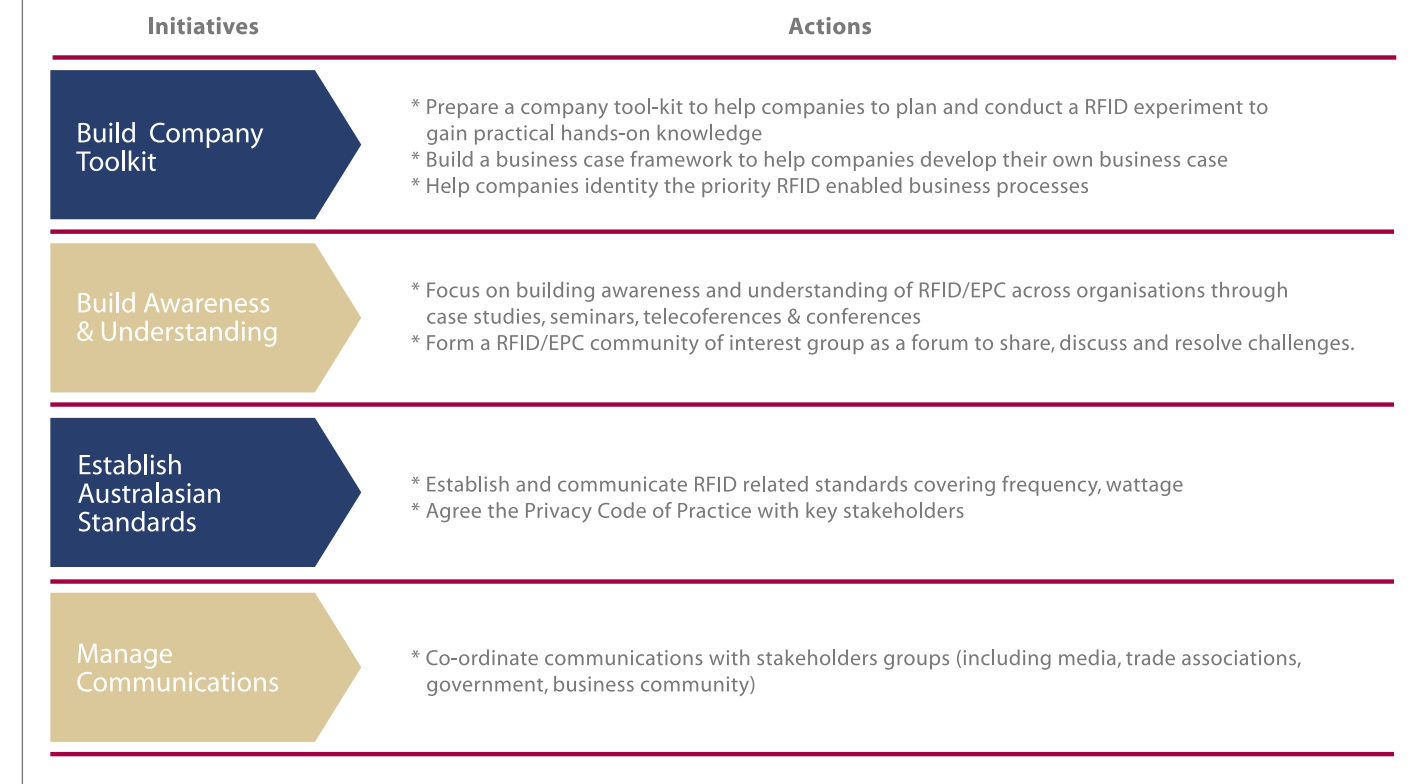 Initiatives
Actions
Build Company
Toolkit
* Prepare a company tool-kit to help companies to plan and conduct a RFID experiment to
gain practical hands-on knowledge
* Build a business case framework to help companies develop their own business case
* Help companies identity the priority RFID enabled business processes
Build Awareness
& Understanding
* Focus on building awareness and understanding of RFID/EPC across organisations through
case studies, seminars, telecoferences & conferences
* Form a RFID/EPC community of interest group as a forum to share, discuss and resolve challenges.
Establish
Australasian
Standards
* Establish and communicate RFID related standards covering frequency, wattage
* Agree the Privacy Code of Practice with key stakeholders
Manage
Communications
* Co-ordinate communications with stakeholders groups (including media, trade associations,
government, business community)